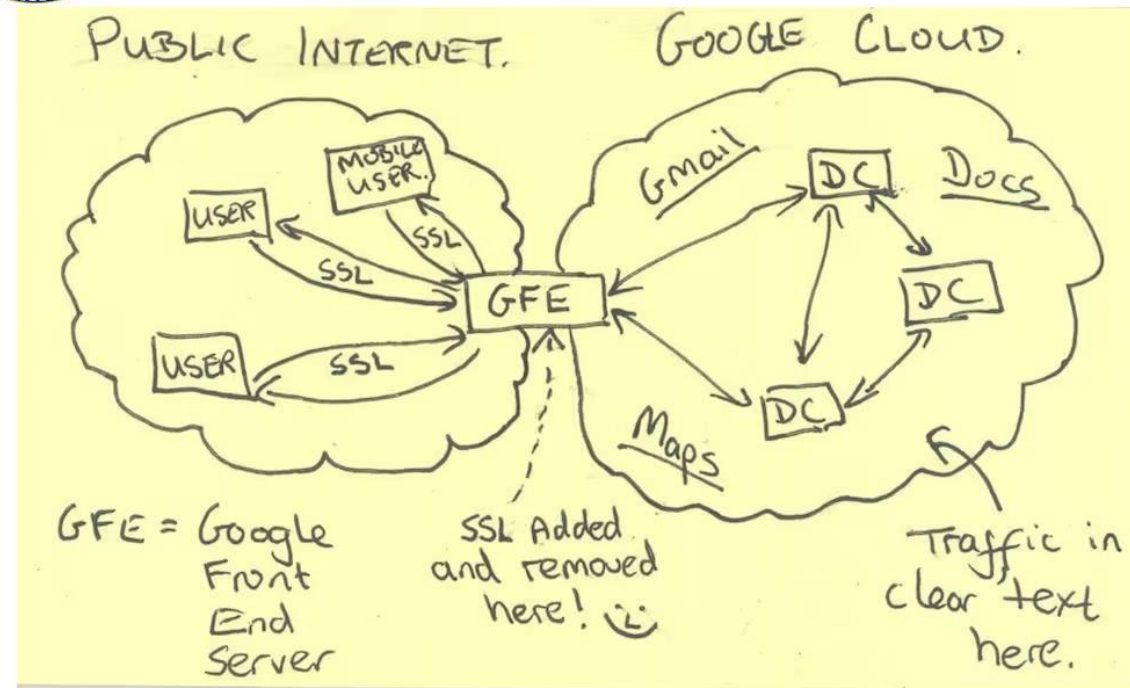 PUBLIC INTERNET.
GOOGLE CLOUD.
MOBILE
USER.
USER
SSL
SSL
USER
SSL
GFE
Gmail
DC
Docs
DC
DC
Maps
GFE = Google
Front
End
Server
SSL Added
and removed
here!
Traffic in
clear text
here.